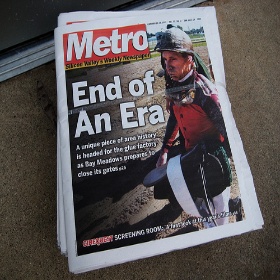 Metro
Silicon Valley's Weekly Newspaper
End of
An Era
A unique piece of area history
is headed for the glue factory
as Bay Meadows prepares to
close its gates
CINEQUEST SCREENING ROOM: